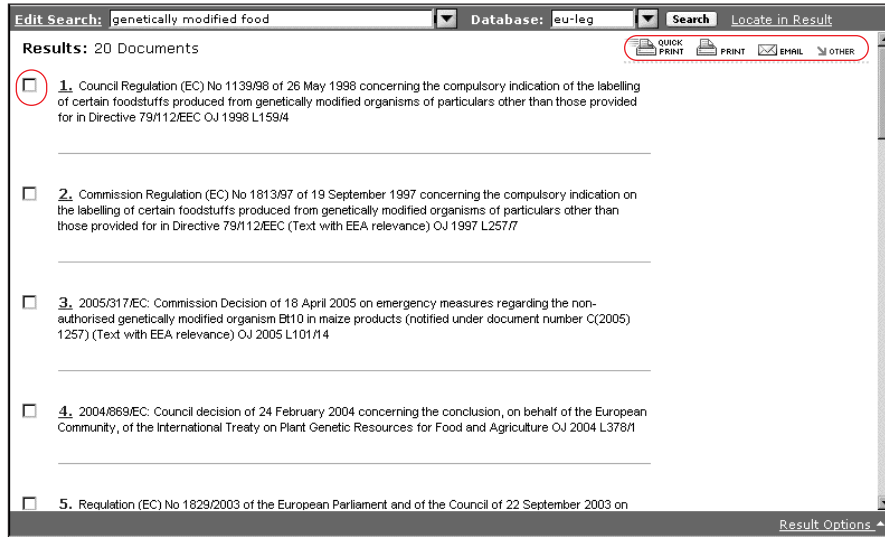 Edit Search: genetically modified food Database: eu-leg Search Locate in Result
Results: 20 Documents QUICK PRINT PRINT EMAIL OTHER
1. Council Regulation (EC) No 1139/98 of 26 May 1998 concerning the compulsory indication of the labelling
of certain foodstuffs produced from genetically modified organisms of particulars other than those provided
for in Directive 79/112/EEC OJ 1998 L159/4
2. Commission Regulation (EC) No 1813/97 of 19 September 1997 concerning the compulsory indication on
the labelling of certain foodstuffs produced from genetically modified organisms of particulars other than
those provided for in Directive 79/112/EEC (Text with EEA relevance) OJ 1997 L257/7
3. 2005/317/EC: Commission Decision of 18 April 2005 on emergency measures regarding the non-
authorised genetically modified organism Bt10 in maize products (notified under document number C(2005)
1257) (Text with EEA relevance) OJ 2005 L101/14
4. 2004/869/EC: Council decision of 24 February 2004 concerning the conclusion, on behalf of the European
Community, of the International Treaty on Plant Genetic Resources for Food and Agriculture OJ 2004 L378/1
5. Regulation (EC) No 1829/2003 of the European Parliament and of the Council of 22 September 2003 on
Result Options